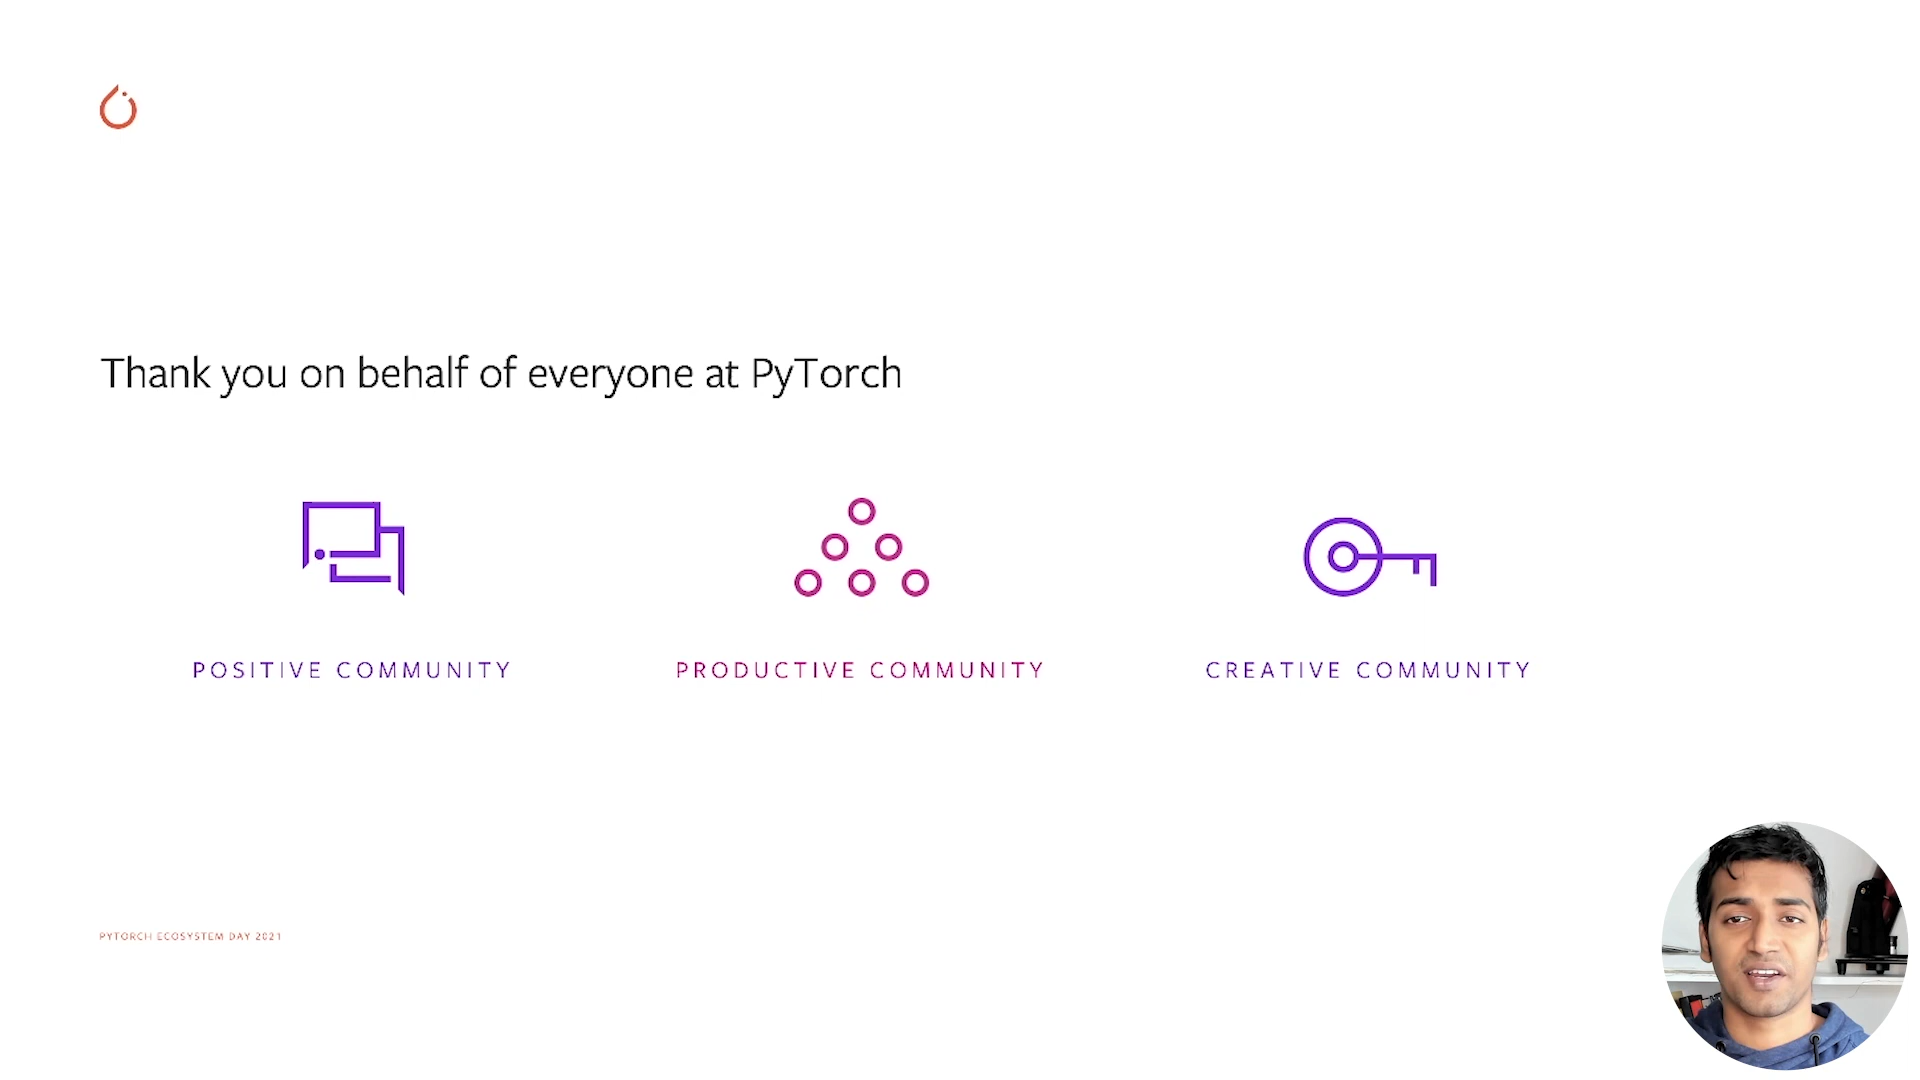 Thank you on behalf of everyone at PyTorch
POSITIVE COMMUNITY
PRODUCTIVE COMMUNITY
CREATIVE COMMUNITY
PYTORCH ECOSYSTEM DAY 2021